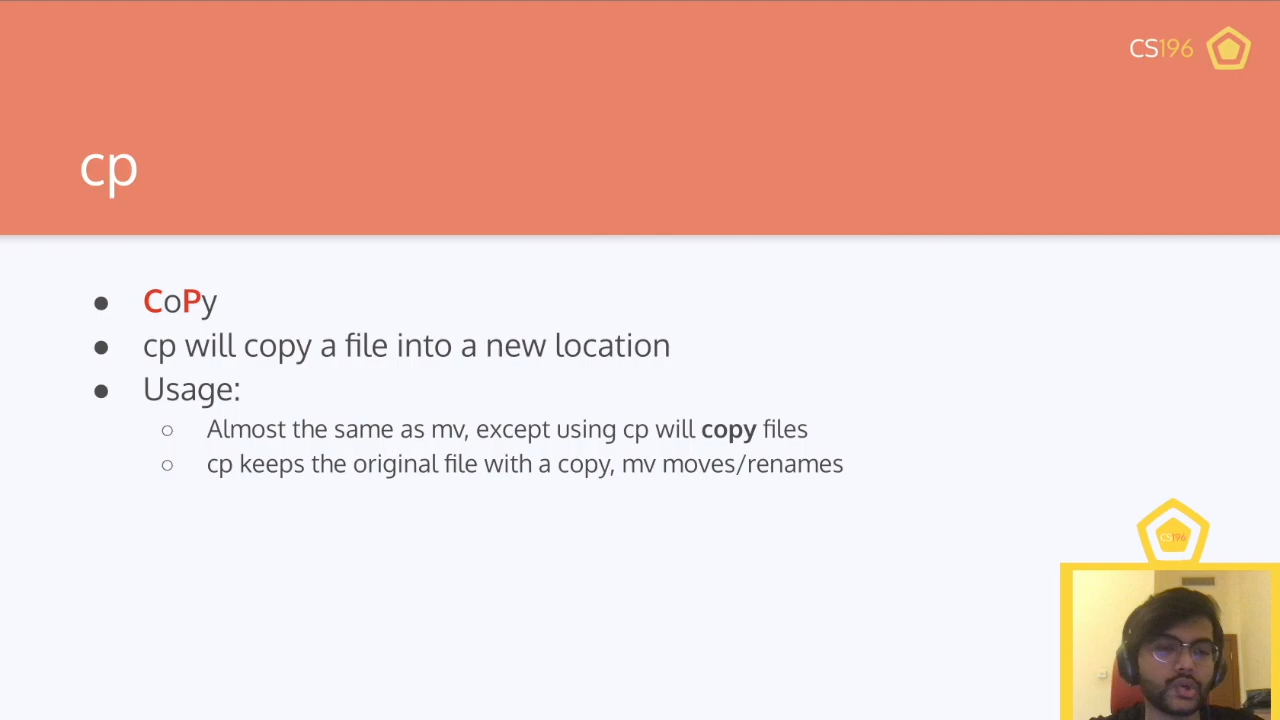 CS196
cp
CoPy
cp will copy a file into a new location
Usage:
Almost the same as mv, except using cp will copy files
cp keeps the original file with a copy, mv moves/renames
CS196